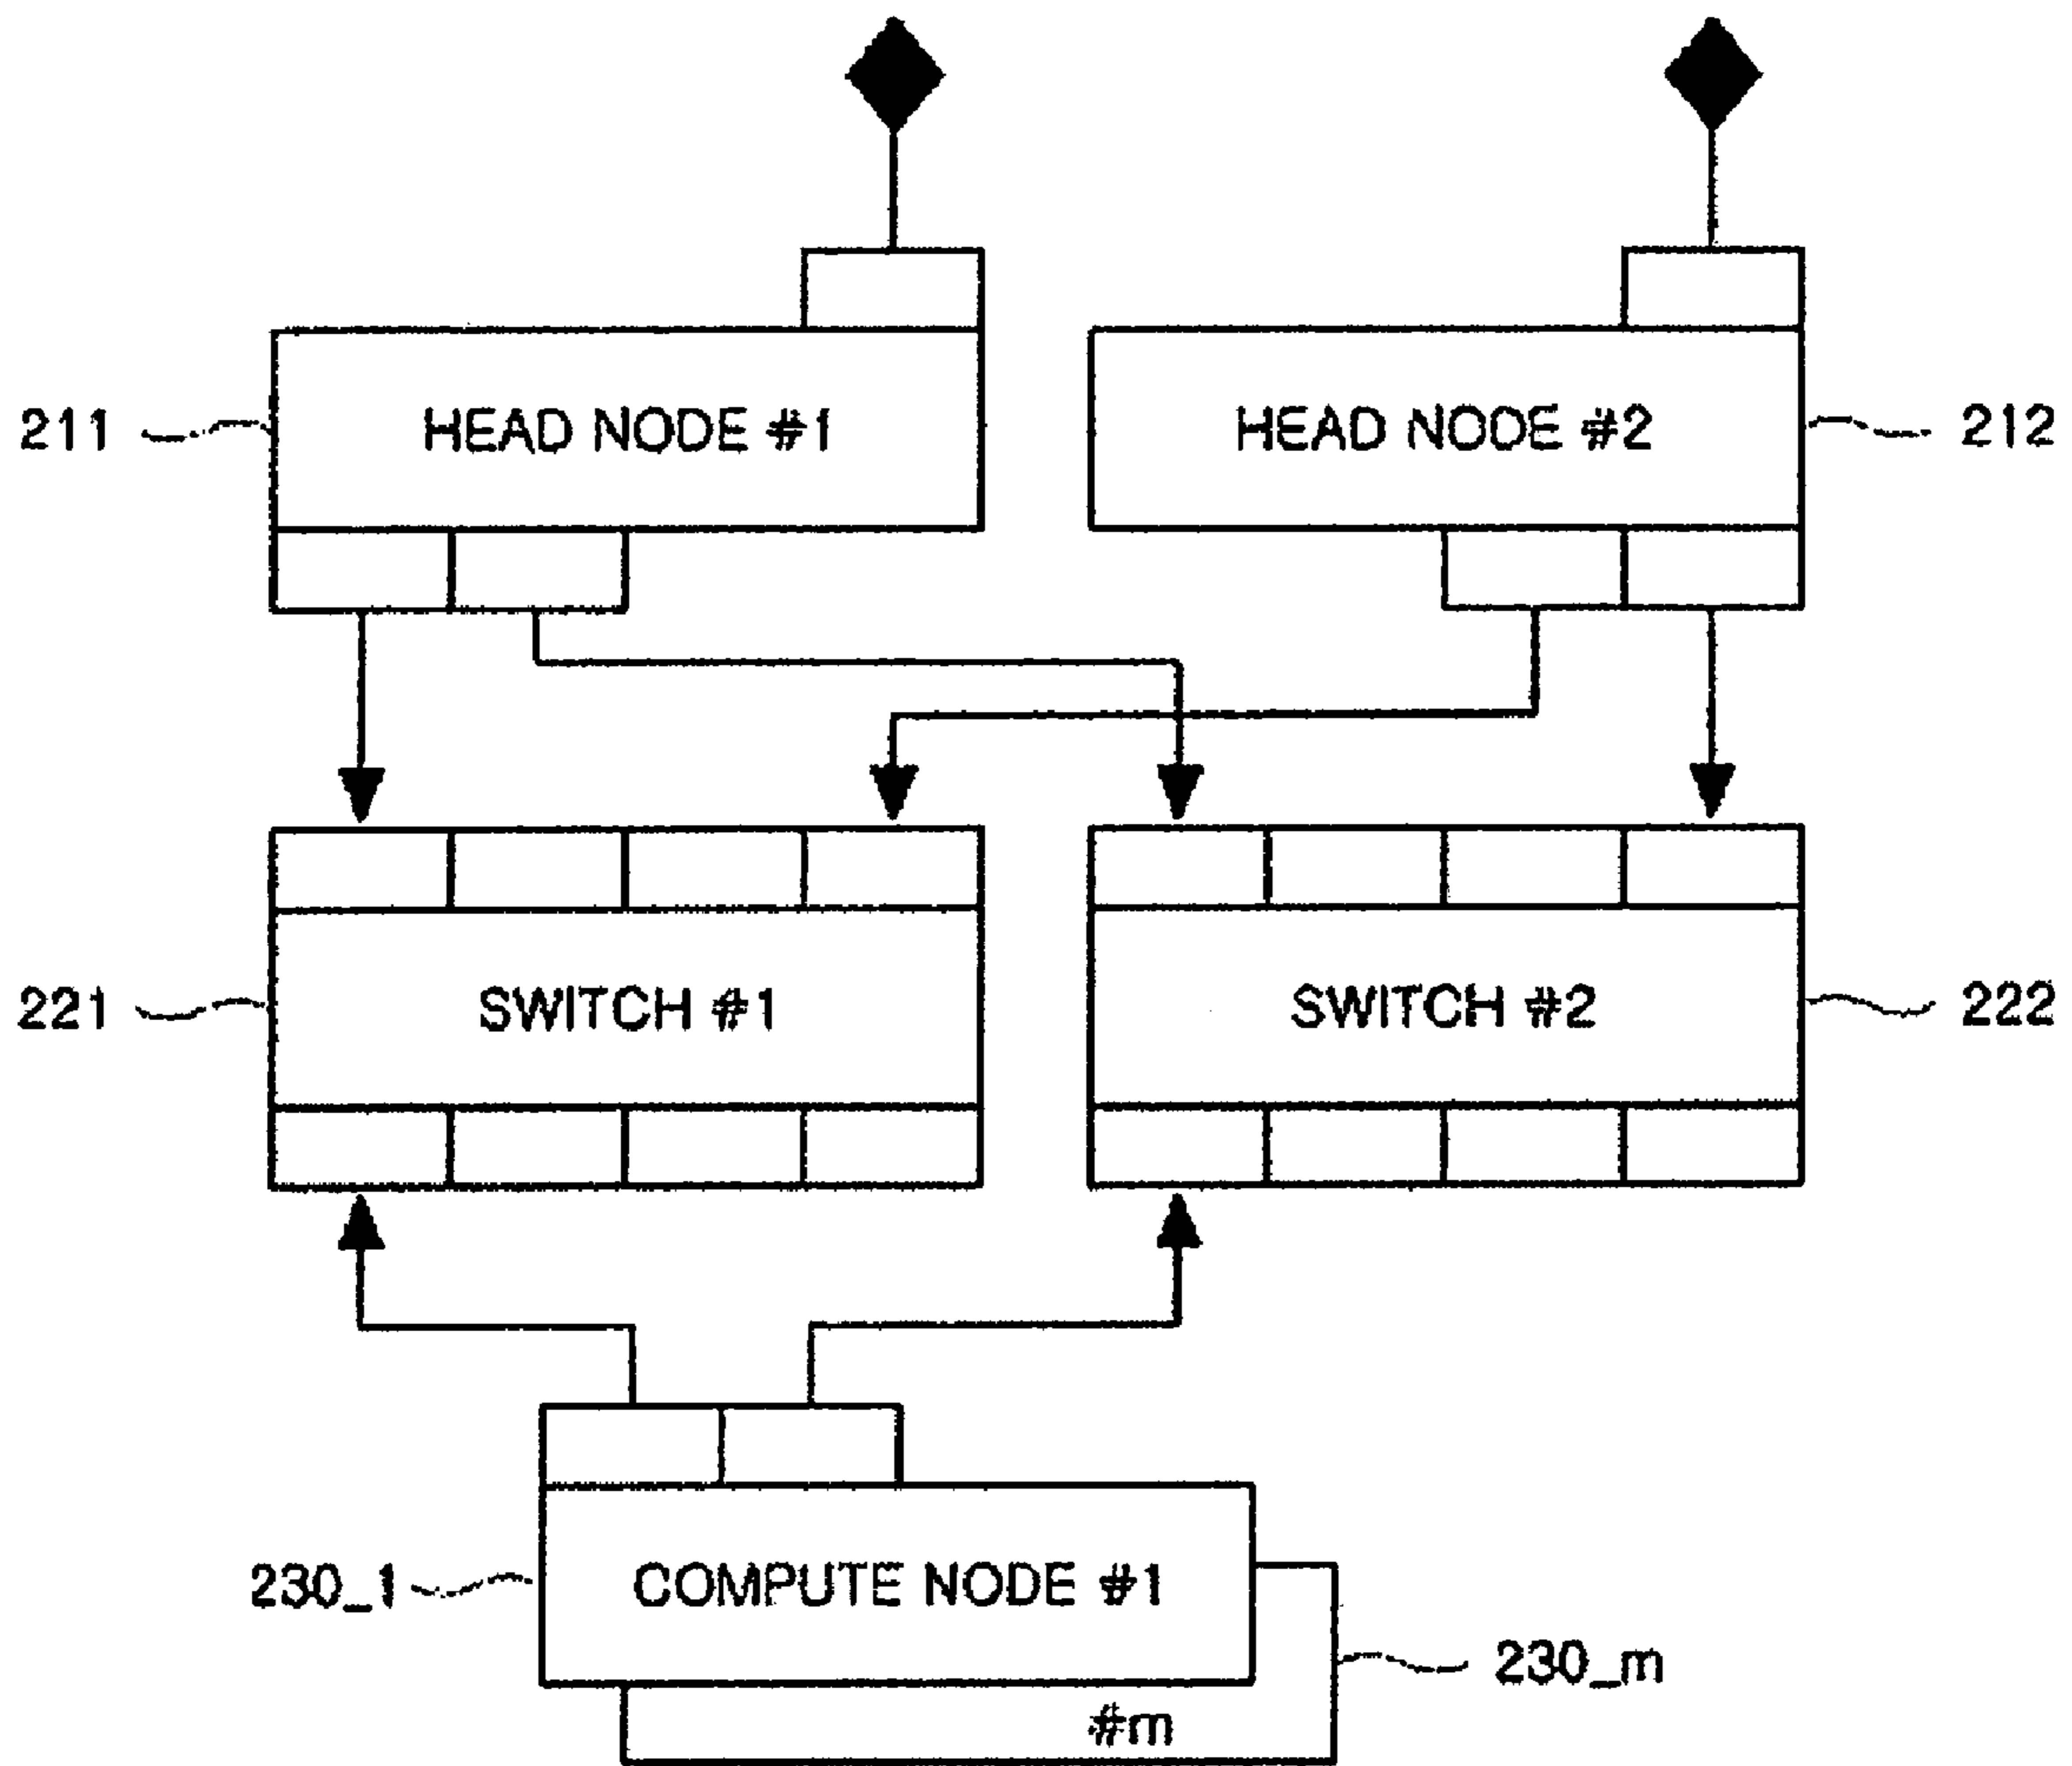 211
HEAD NODE #1
HEAD NODE #2
212
221
SWITCH #1
SWITCH #2
222
230_1
COMPUTE NODE #1
230_m
#m